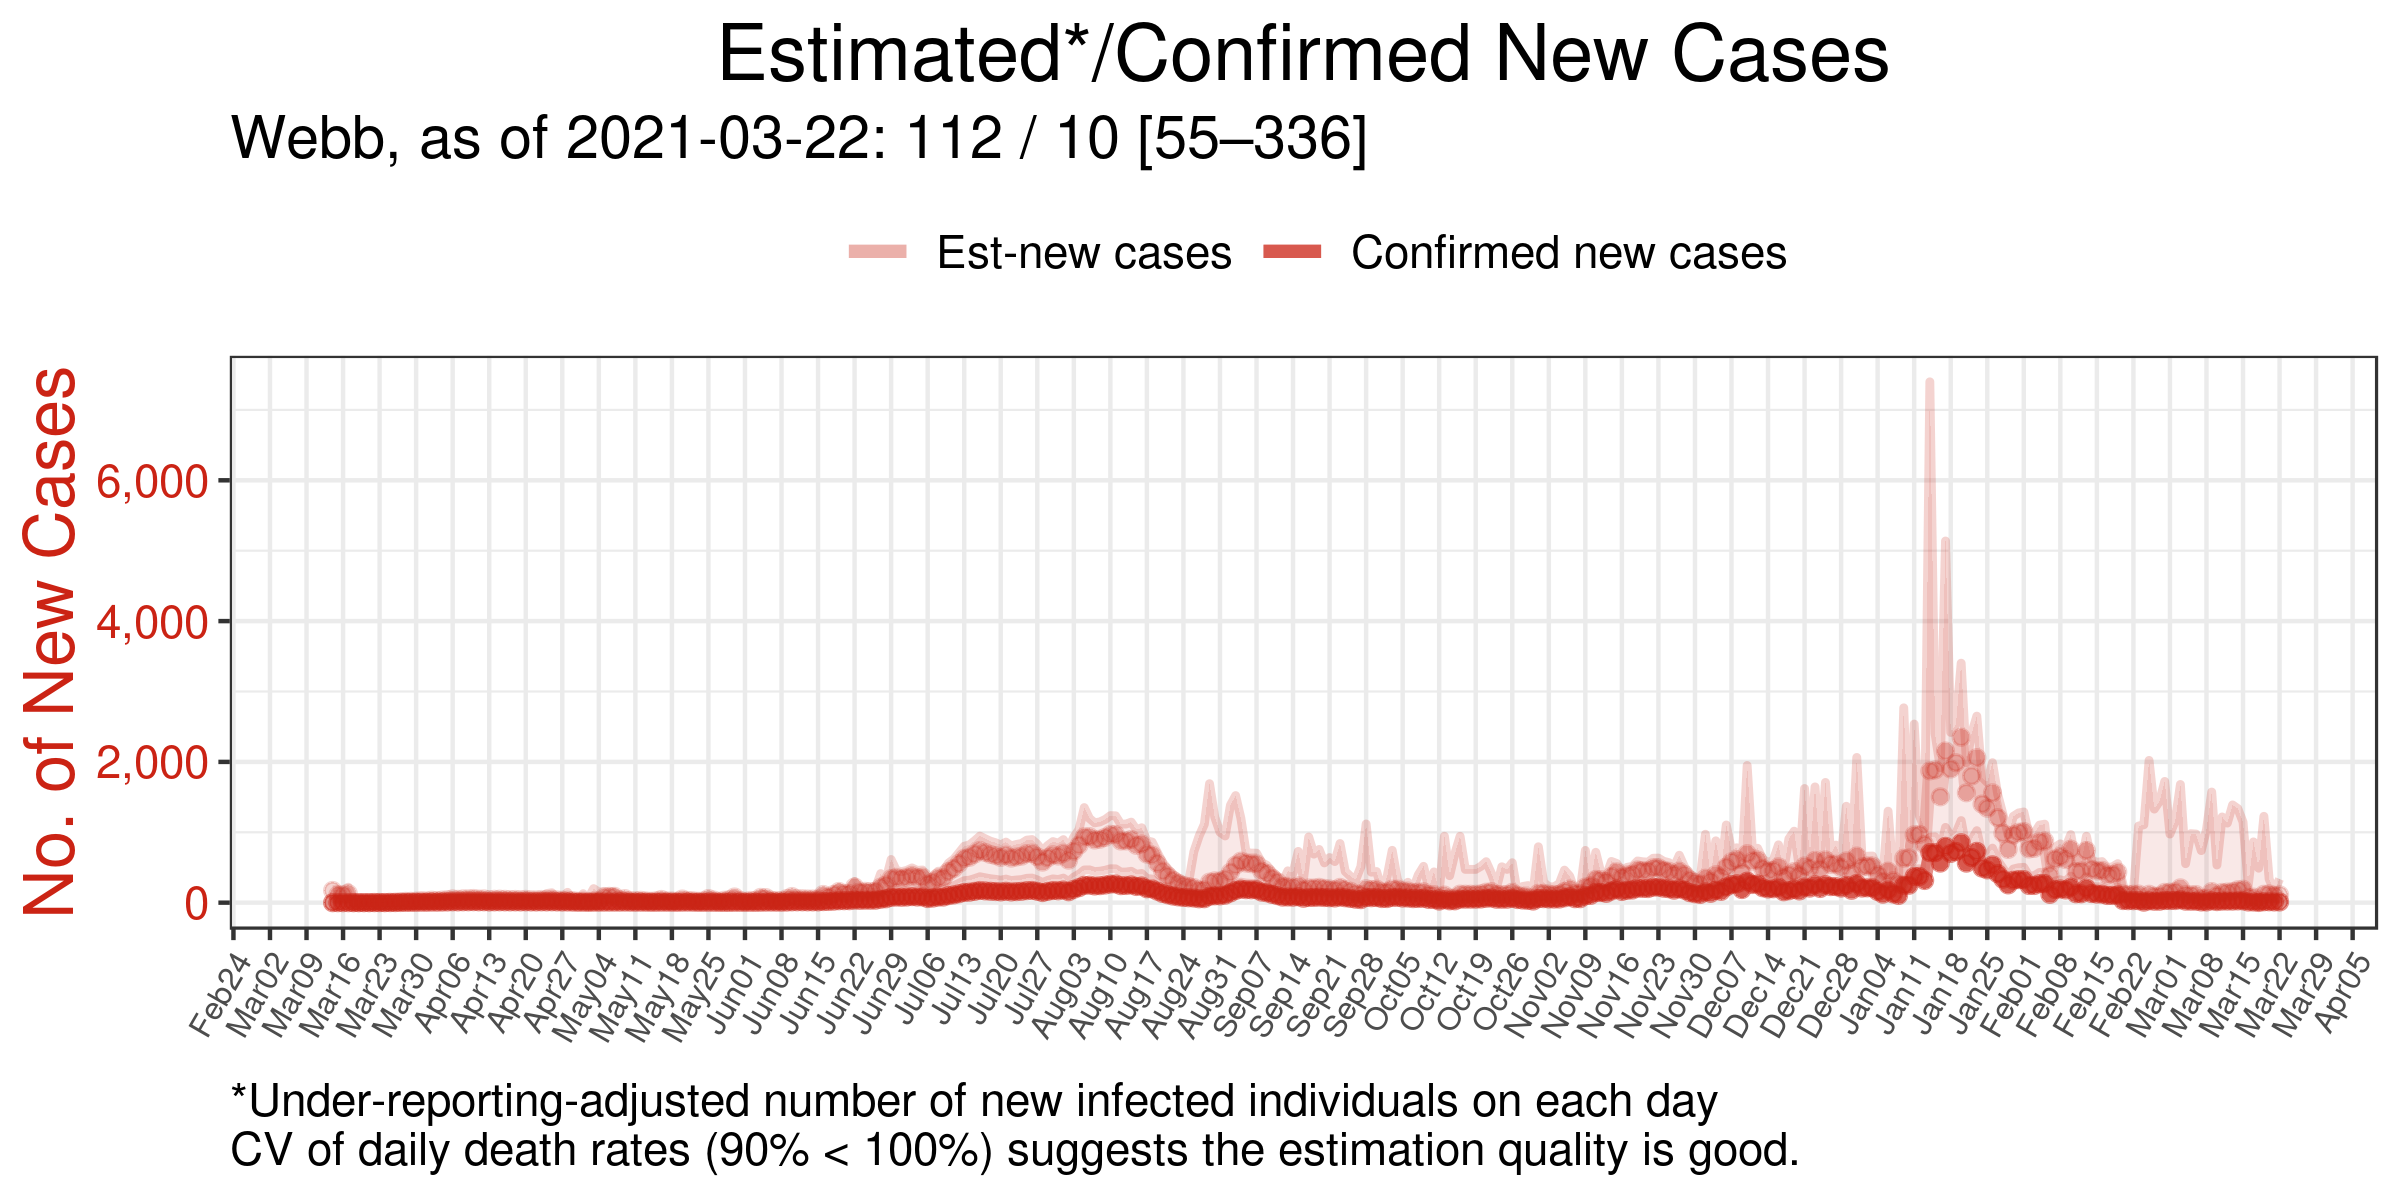 Estimated*/Confirmed New Cases
Webb, as of 2021-03-22: 112 / 10 [55–336]
Est-new cases Confirmed new cases
No. of New Cases
6,000
4,000
2,000
0
Feb24 Mar02 Mar09 Mar16 Mar23 Mar30 Apr06 Apr13 Apr20 Apr27 May04 May11 May18 May25 Jun01 Jun08 Jun15 Jun22 Jun29 Jul06 Jul13 Jul20 Jul27 Aug03 Aug10 Aug17 Aug24 Aug31 Sep07 Sep14 Sep21 Sep28 Oct05 Oct12 Oct19 Oct26 Nov02 Nov09 Nov16 Nov23 Nov30 Dec07 Dec14 Dec21 Dec28 Jan04 Jan11 Jan18 Jan25 Feb01 Feb08 Feb15 Feb22 Mar01 Mar08 Mar15 Mar22 Mar29 Apr05
*Under-reporting-adjusted number of new infected individuals on each day
CV of daily death rates (90% < 100%) suggests the estimation quality is good.